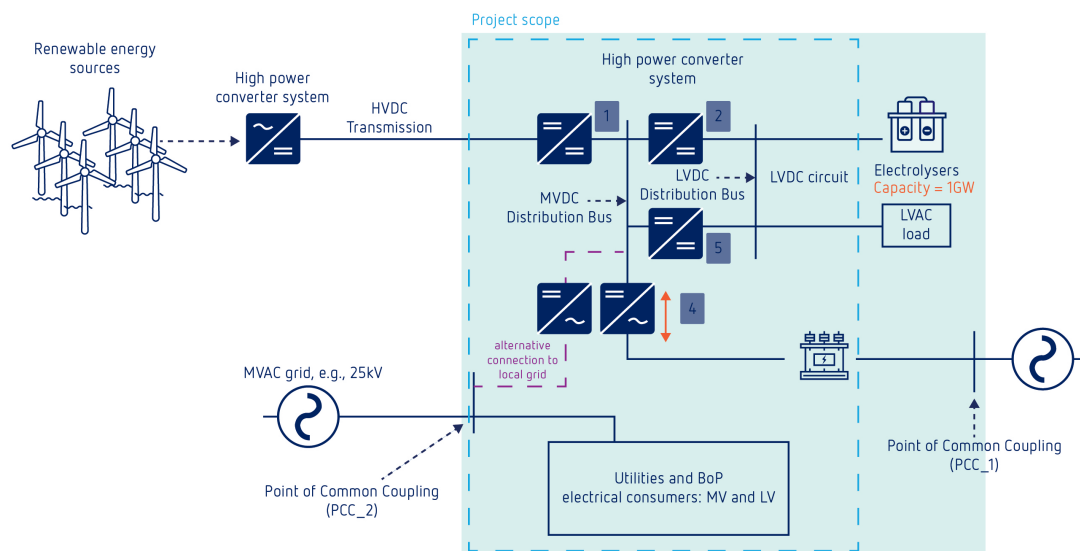 Project scope
Renewable energy
sources
High power
converter system
HVDC
Transmission
High power converter
system
1
2
Electrolysers
Capacity = 1GW
LVDC
Distribution Bus
LVDC circuit
MVDC
Distribution Bus
LVAC
load
5
4
alternative
connection to
local grid
MVAC grid, e.g., 25kV
Point of Common Coupling
(PCC_1)
Point of Common Coupling
(PCC_2)
Utilities and BoP
electrical consumers: MV and LV